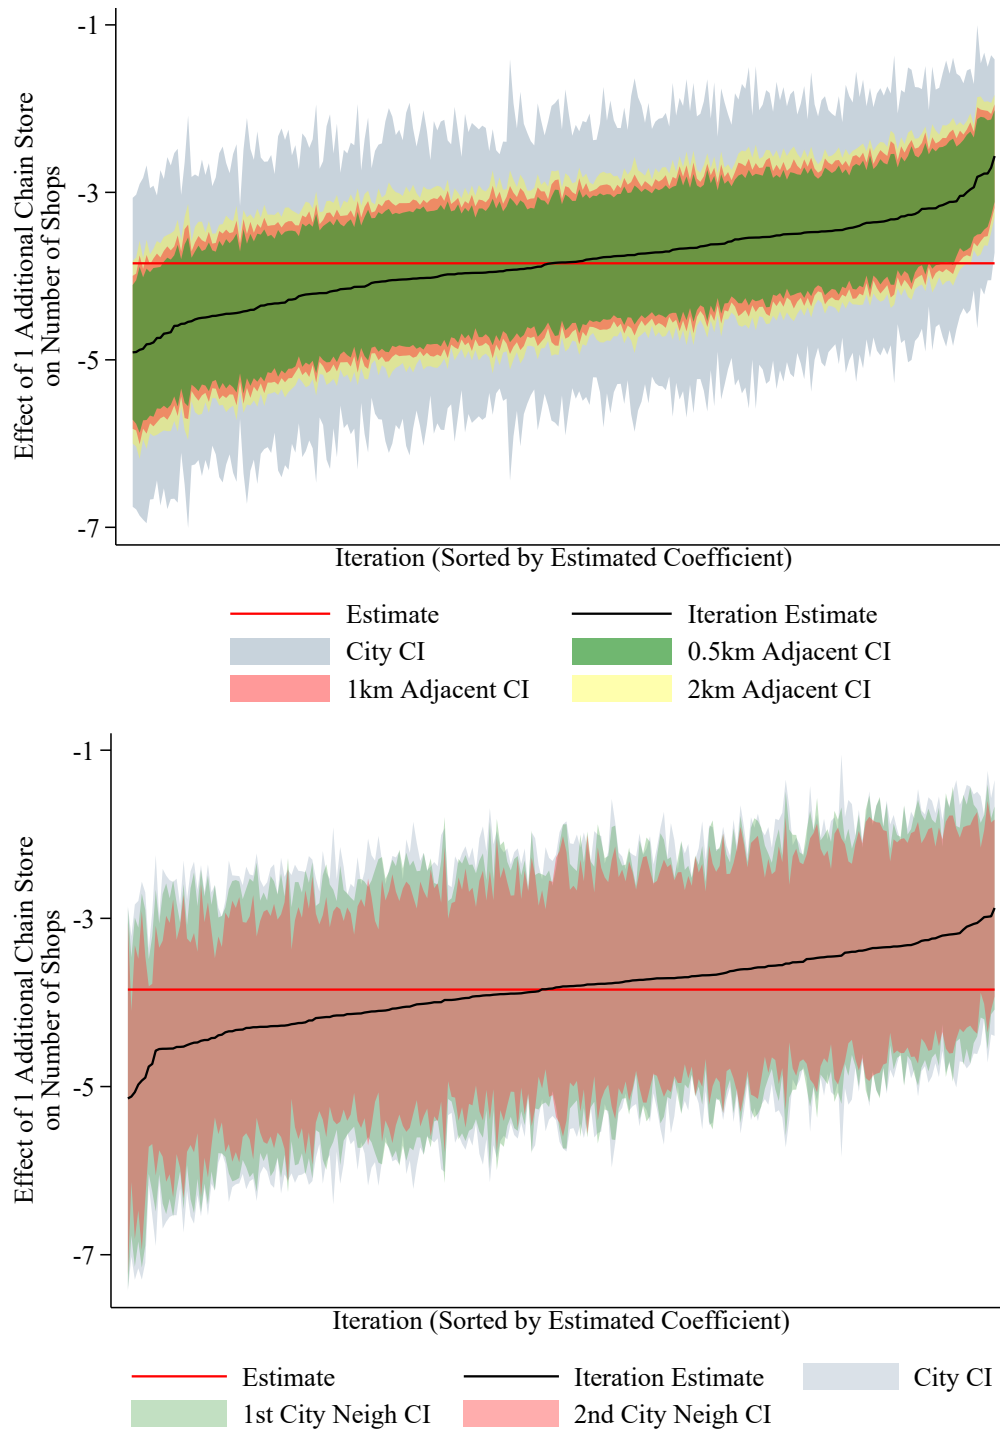 -1
-3
-5
-7
Effect of 1 Additional Chain Store
on Number of Shops
Iteration (Sorted by Estimated Coefficient)
Estimate
Iteration Estimate
City CI
0.5km Adjacent CI
1km Adjacent CI
2km Adjacent CI
-1
-3
-5
-7
Effect of 1 Additional Chain Store
on Number of Shops
Iteration (Sorted by Estimated Coefficient)
Estimate
Iteration Estimate
City CI
1st City Neigh CI
2nd City Neigh CI